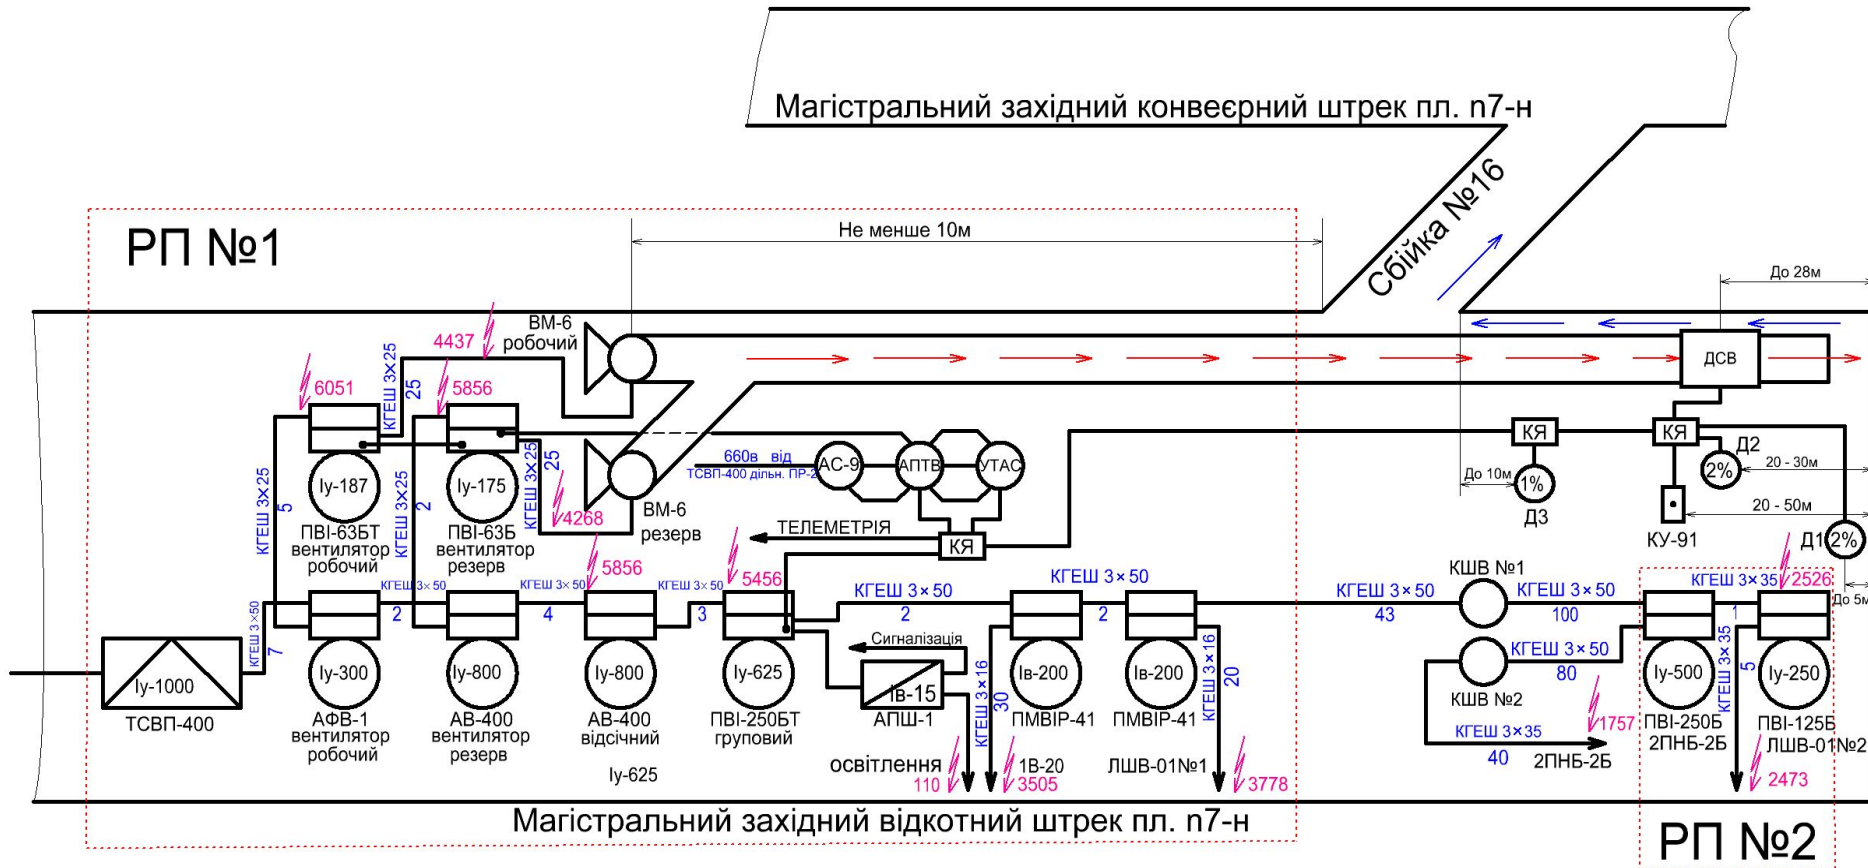 Магістральний західний конвеєрний штрек пл. n7-н
Сбійка №16
РП №1
Не менше 10м
До 28м
ВМ-6
робочий
4437
6051
5856
КГЕШ 3×25
25
ДСВ
КГЕШ 3×25
5
КГЕШ 3×25
2
КГЕШ 3×25
25
4268
Іу-187
Іу-175
ПВІ-63БТ
вентилятор
робочий
ПВІ-63Б
вентилятор
резерв
ВМ-6
резерв
660в від
ТСВП-400 дільн. ПР-2
АС-9
АПТВ
УТАС
КЯ
ТЕЛЕМЕТРІЯ
КЯ
КЯ
До 10м
1%
Д3
Д2
2%
20 - 30м
20 - 50м
КУ-91
Д1
2%
До 5м
КГЕШ 3×50
7
КГЕШ 3×50
2
КГЕШ 3×50
4
5856
КГЕШ 3×50
3
5456
КГЕШ 3×50
2
КГЕШ 3×50
2
КГЕШ 3×50
43
КШВ №1
КГЕШ 3×50
100
КГЕШ 3×35
1
2526
Іу-1000
ТСВП-400
Іу-300
АФВ-1
вентилятор
робочий
Іу-800
АВ-400
вентилятор
резерв
Іу-800
АВ-400
відсічний
Іу-625
Іу-625
ПВІ-250БТ
груповий
Сигналізація
Ів-15
АПШ-1
освітлення
110
КГЕШ 3×16
30
Ів-200
ПМВІР-41
1В-20
3505
Ів-200
ПМВІР-41
КГЕШ 3×16
20
ЛШВ-01№1
3778
КШВ №2
КГЕШ 3×50
80
КГЕШ 3×35
40
1757
2ПНБ-2Б
Іу-500
ПВІ-250Б
2ПНБ-2Б
КГЕШ 3×35
5
Іу-250
ПВІ-125Б
ЛШВ-01№2
2473
Магістральний західний відкотний штрек пл. n7-н
РП №2